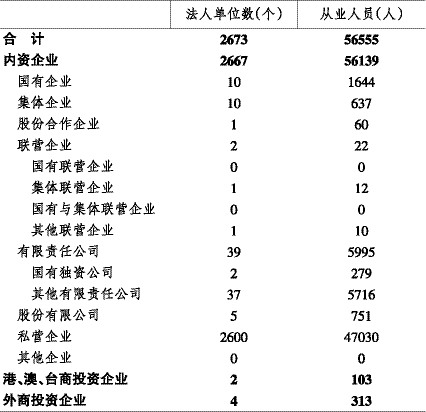 法人单位数(个) 从业人员(人)
合 计 2673 56555
内资企业 2667 56139
国有企业 10 1644
集体企业 10 637
股份合作企业 1 60
联营企业 2 22
国有联营企业 0 0
集体联营企业 1 12
国有与集体联营企业 0 0
其他联营企业 1 10
有限责任公司 39 5995
国有独资公司 2 279
其他有限责任公司 37 5716
股份有限公司 5 751
私营企业 2600 47030
其他企业 0 0
港、澳、台商投资企业 2 103
外商投资企业 4 313